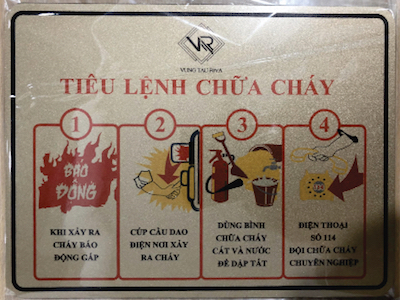 VR
VUNG TAU RIVA
TIÊU LỆNH CHỮA CHÁY
1
BÁO
ĐỘNG
KHI XẢY RA
CHÁY BÁO
ĐỘNG GẤP
2
CÚP CẦU DAO
ĐIỆN NƠI XẢY
RA CHÁY
3
DÙNG BÌNH
CHỮA CHÁY
CÁT VÀ NƯỚC
ĐỂ DẬP TẮT
4
ĐIỆN THOẠI
SỐ 114
ĐỘI CHỮA CHÁY
CHUYÊN NGHIỆP